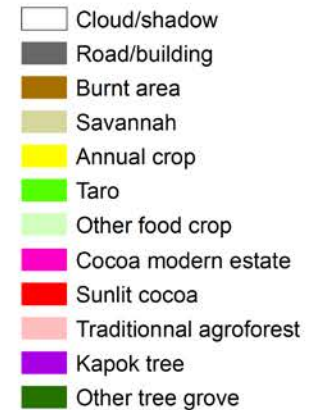 Cloud/shadow
Road/building
Burnt area
Savannah
Annual crop
Taro
Other food crop
Cocoa modern estate
Sunlit cocoa
Traditionnal agroforest
Kapok tree
Other tree grove